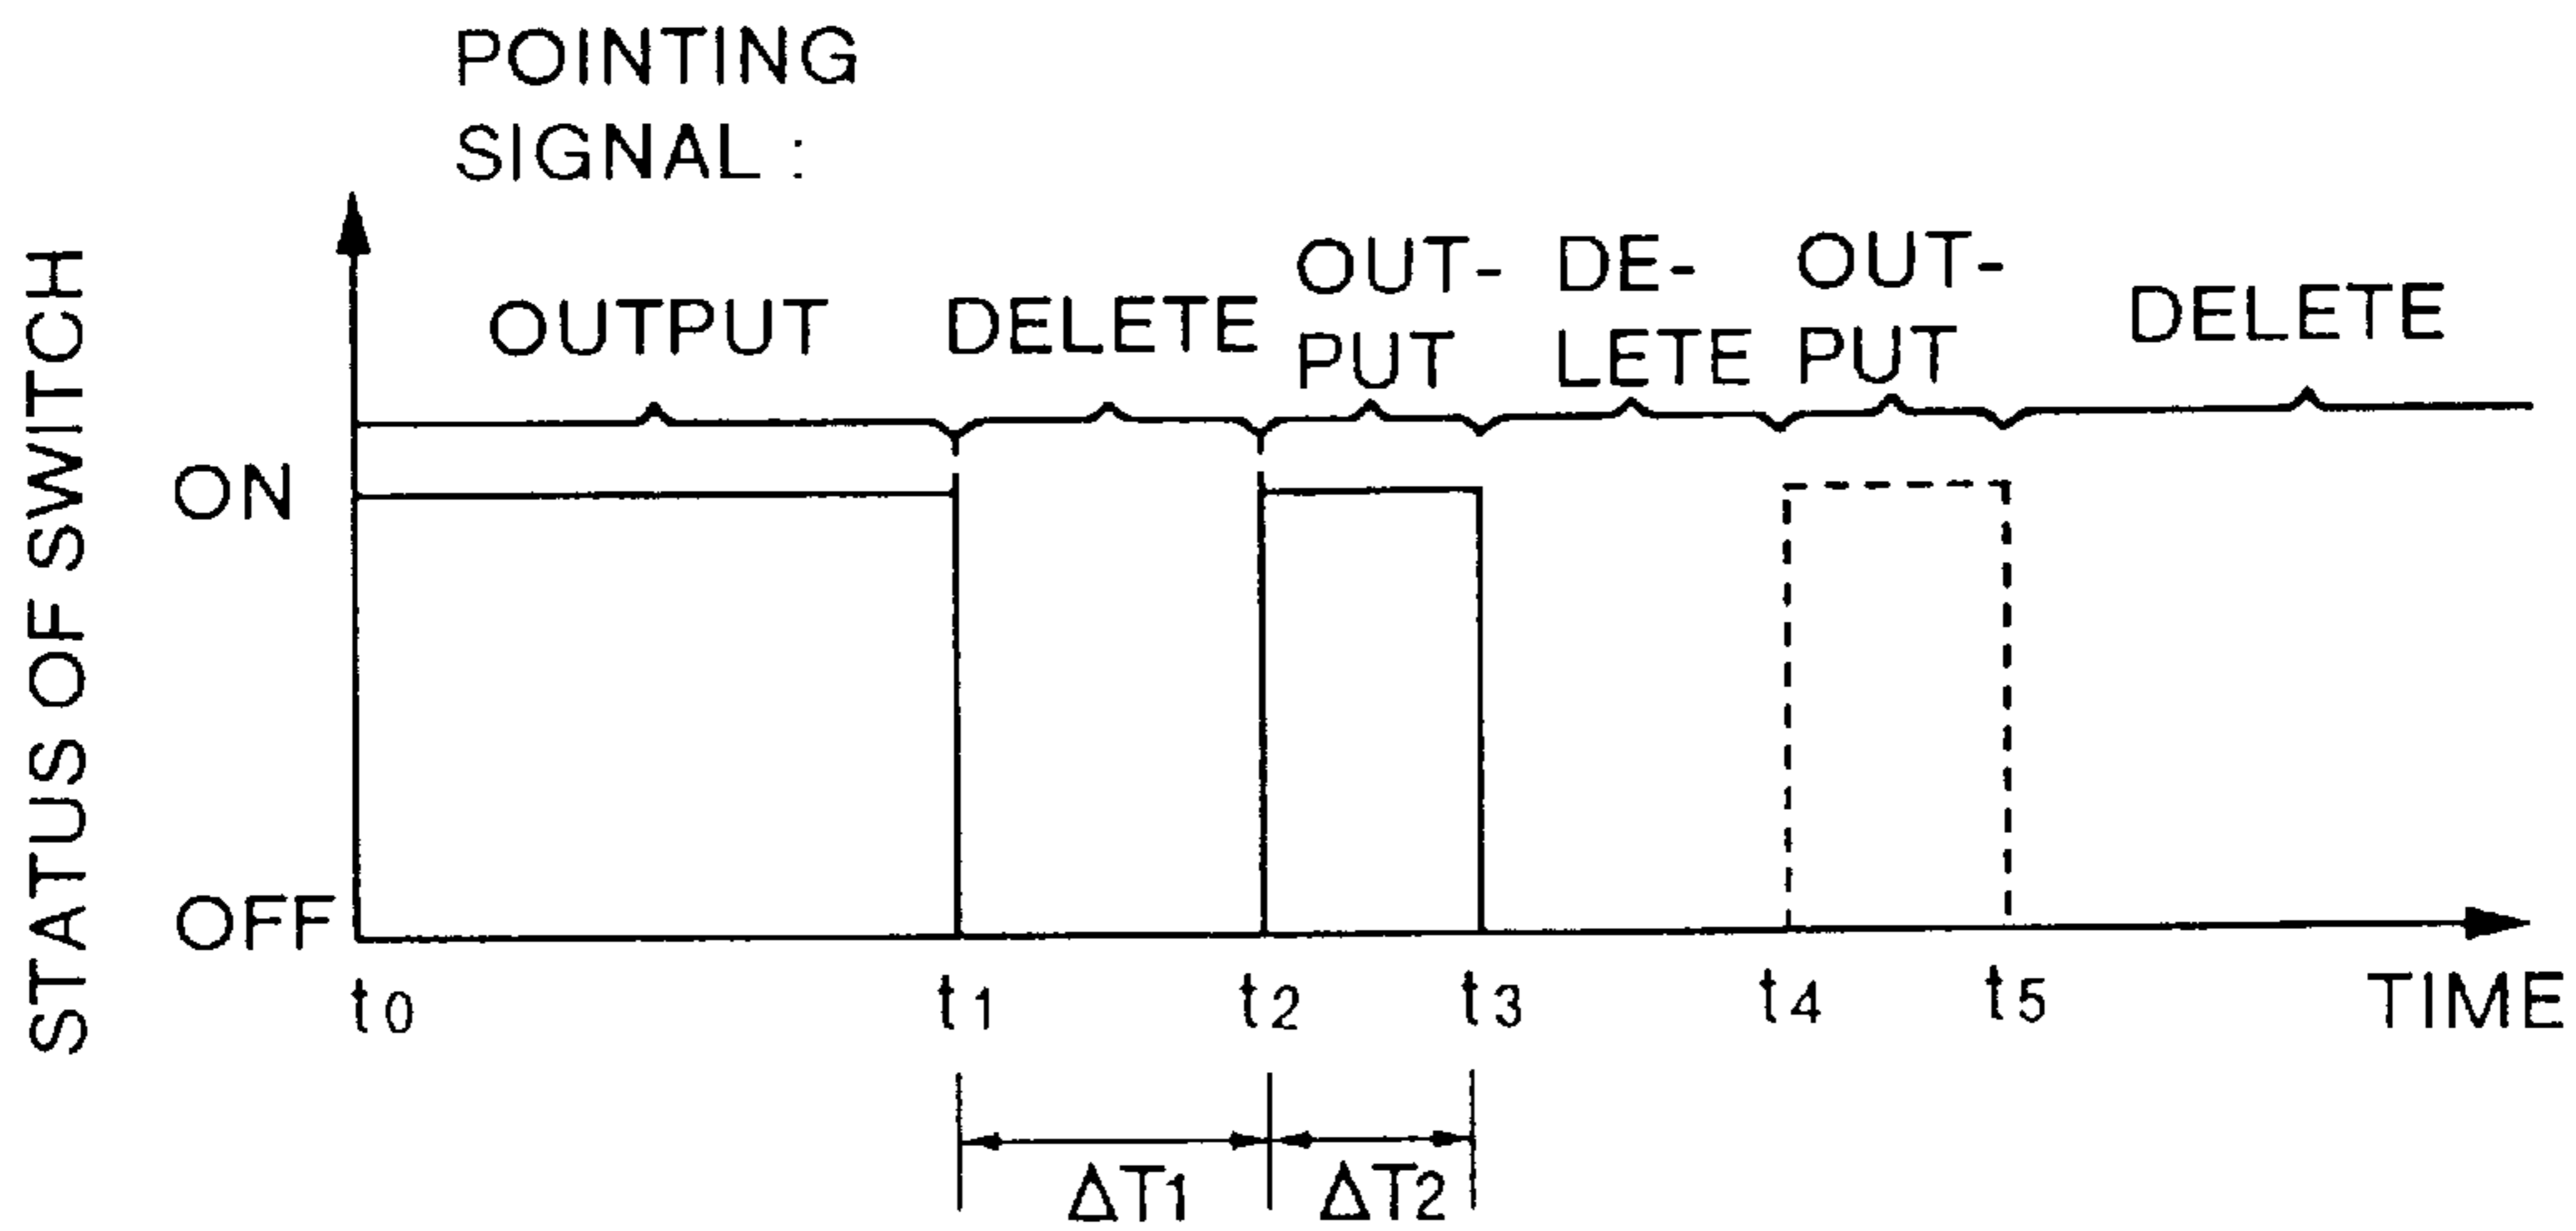 POINTING
SIGNAL :
STATUS OF SWITCH
OUTPUT
DELETE
OUT-
PUT
DE-
LETE
OUT-
PUT
DELETE
ON
OFF
t0 t1 t2 t3 t4 t5 TIME
ΔT1 ΔT2